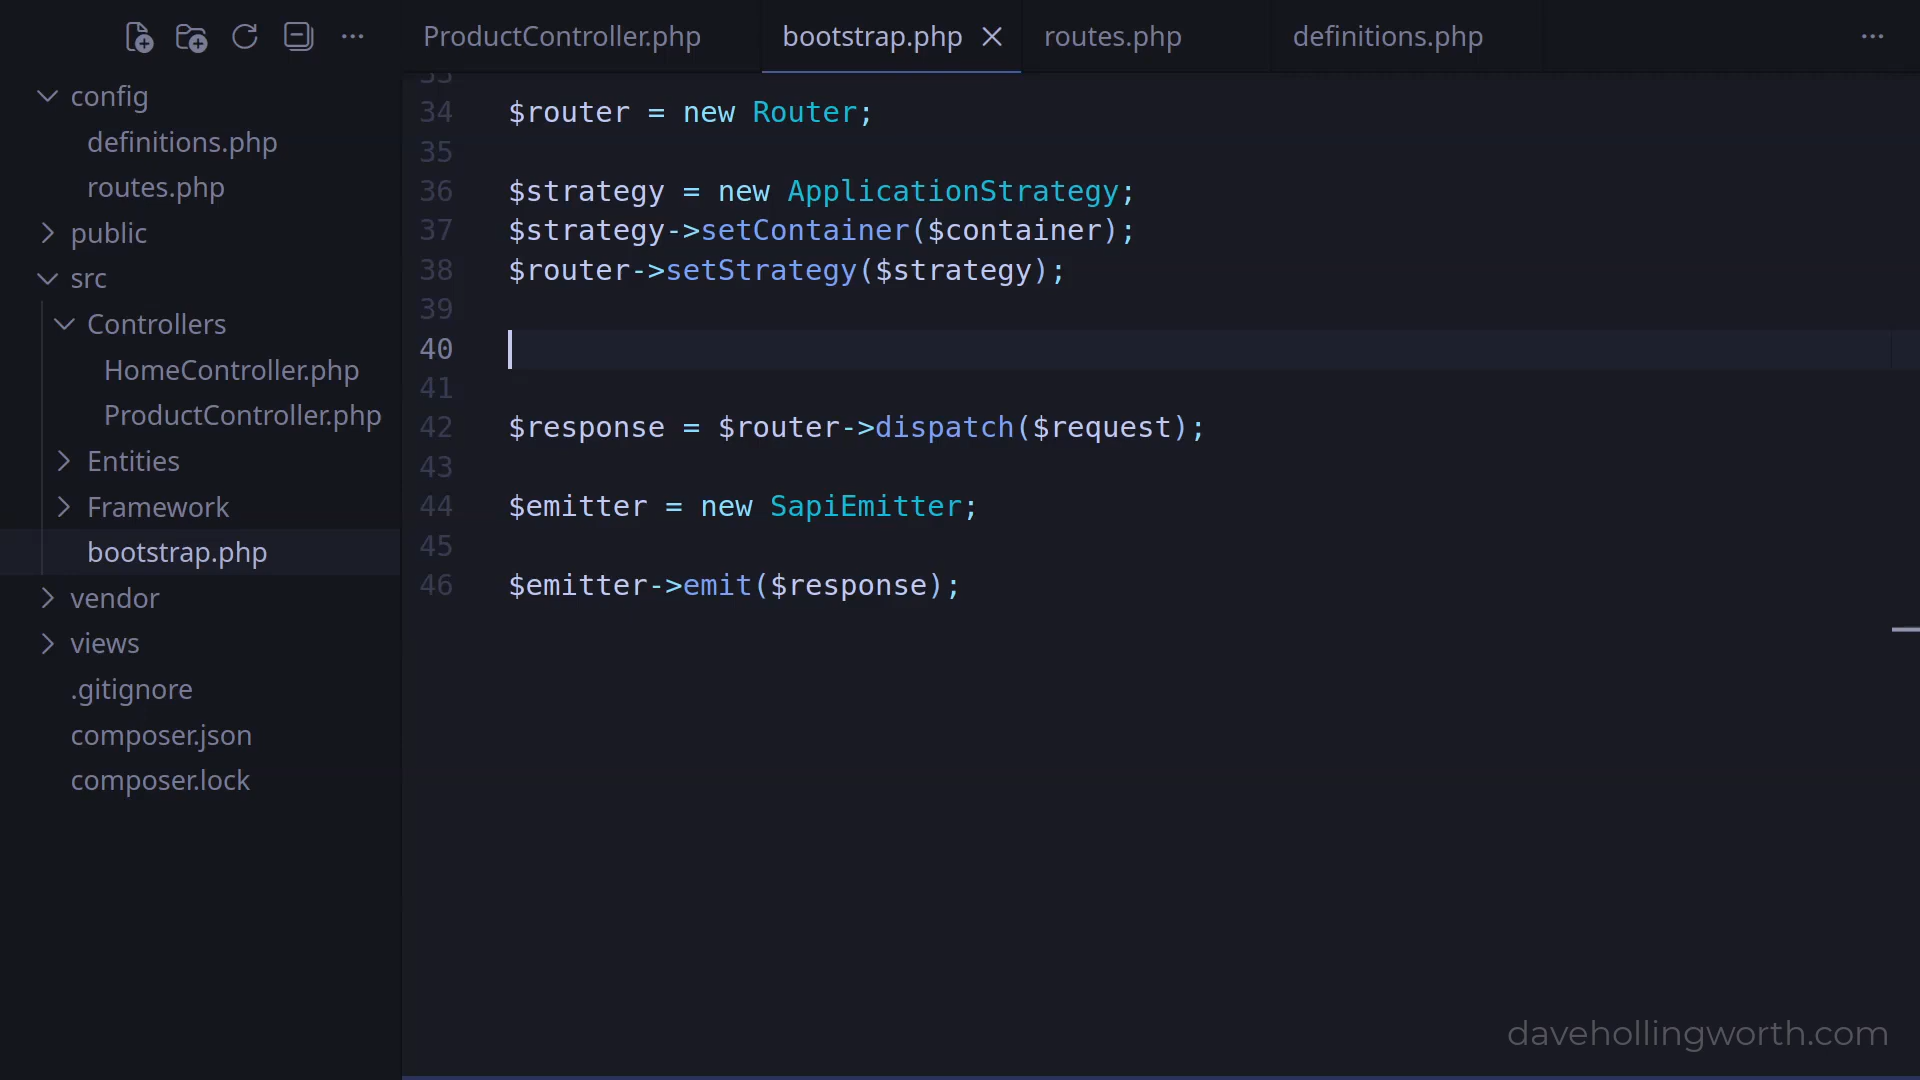 ProductController.php
bootstrap.php
routes.php
definitions.php
config
definitions.php
routes.php
public
src
Controllers
HomeController.php
ProductController.php
Entities
Framework
bootstrap.php
vendor
views
.gitignore
composer.json
composer.lock
33
34 $router = new Router;
35
36 $strategy = new ApplicationStrategy;
37 $strategy->setContainer($container);
38 $router->setStrategy($strategy);
39
40
41
42 $response = $router->dispatch($request);
43
44 $emitter = new SapiEmitter;
45
46 $emitter->emit($response);
davehollingworth.com